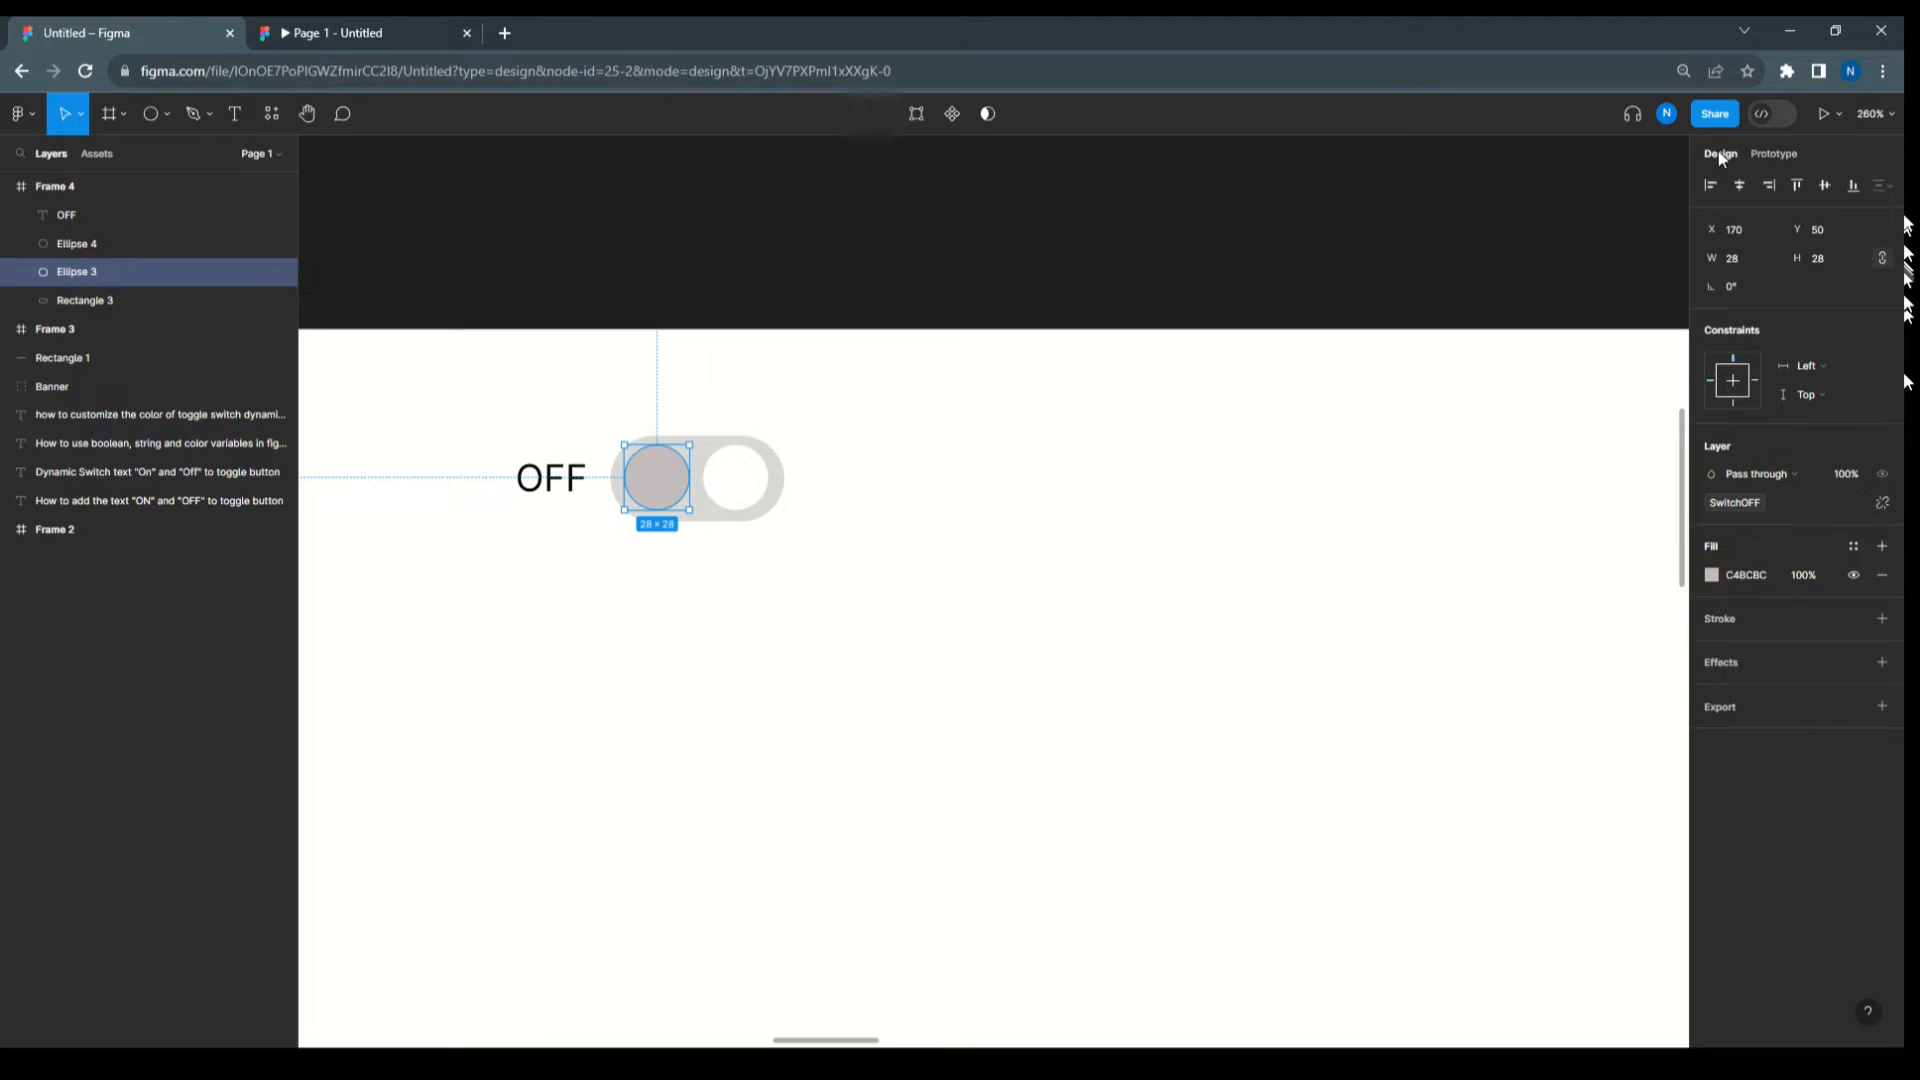 Untitled – Figma
Page 1 - Untitled
figma.com/file/IOnOE7PoPIGWZfmirCC2I8/Untitled?type=design&node-id=25-2&mode=design&t=OjYV7PXPmI1xXXgK-0
N
N
Share
260%
Layers
Assets
Page 1
Design
Prototype
Frame 4
OFF
Ellipse 4
Ellipse 3
Rectangle 3
Frame 3
Rectangle 1
Banner
how to customize the color of toggle switch dynami...
How to use boolean, string and color variables in fig...
Dynamic Switch text "On" and "Off" to toggle button
How to add the text "ON" and "OFF" to toggle button
Frame 2
OFF
28 × 28
X 170
Y 50
W 28
H 28
0°
Constraints
Left
Top
Layer
Pass through
100%
SwitchOFF
Fill
C4BCBC
100%
Stroke
Effects
Export
?